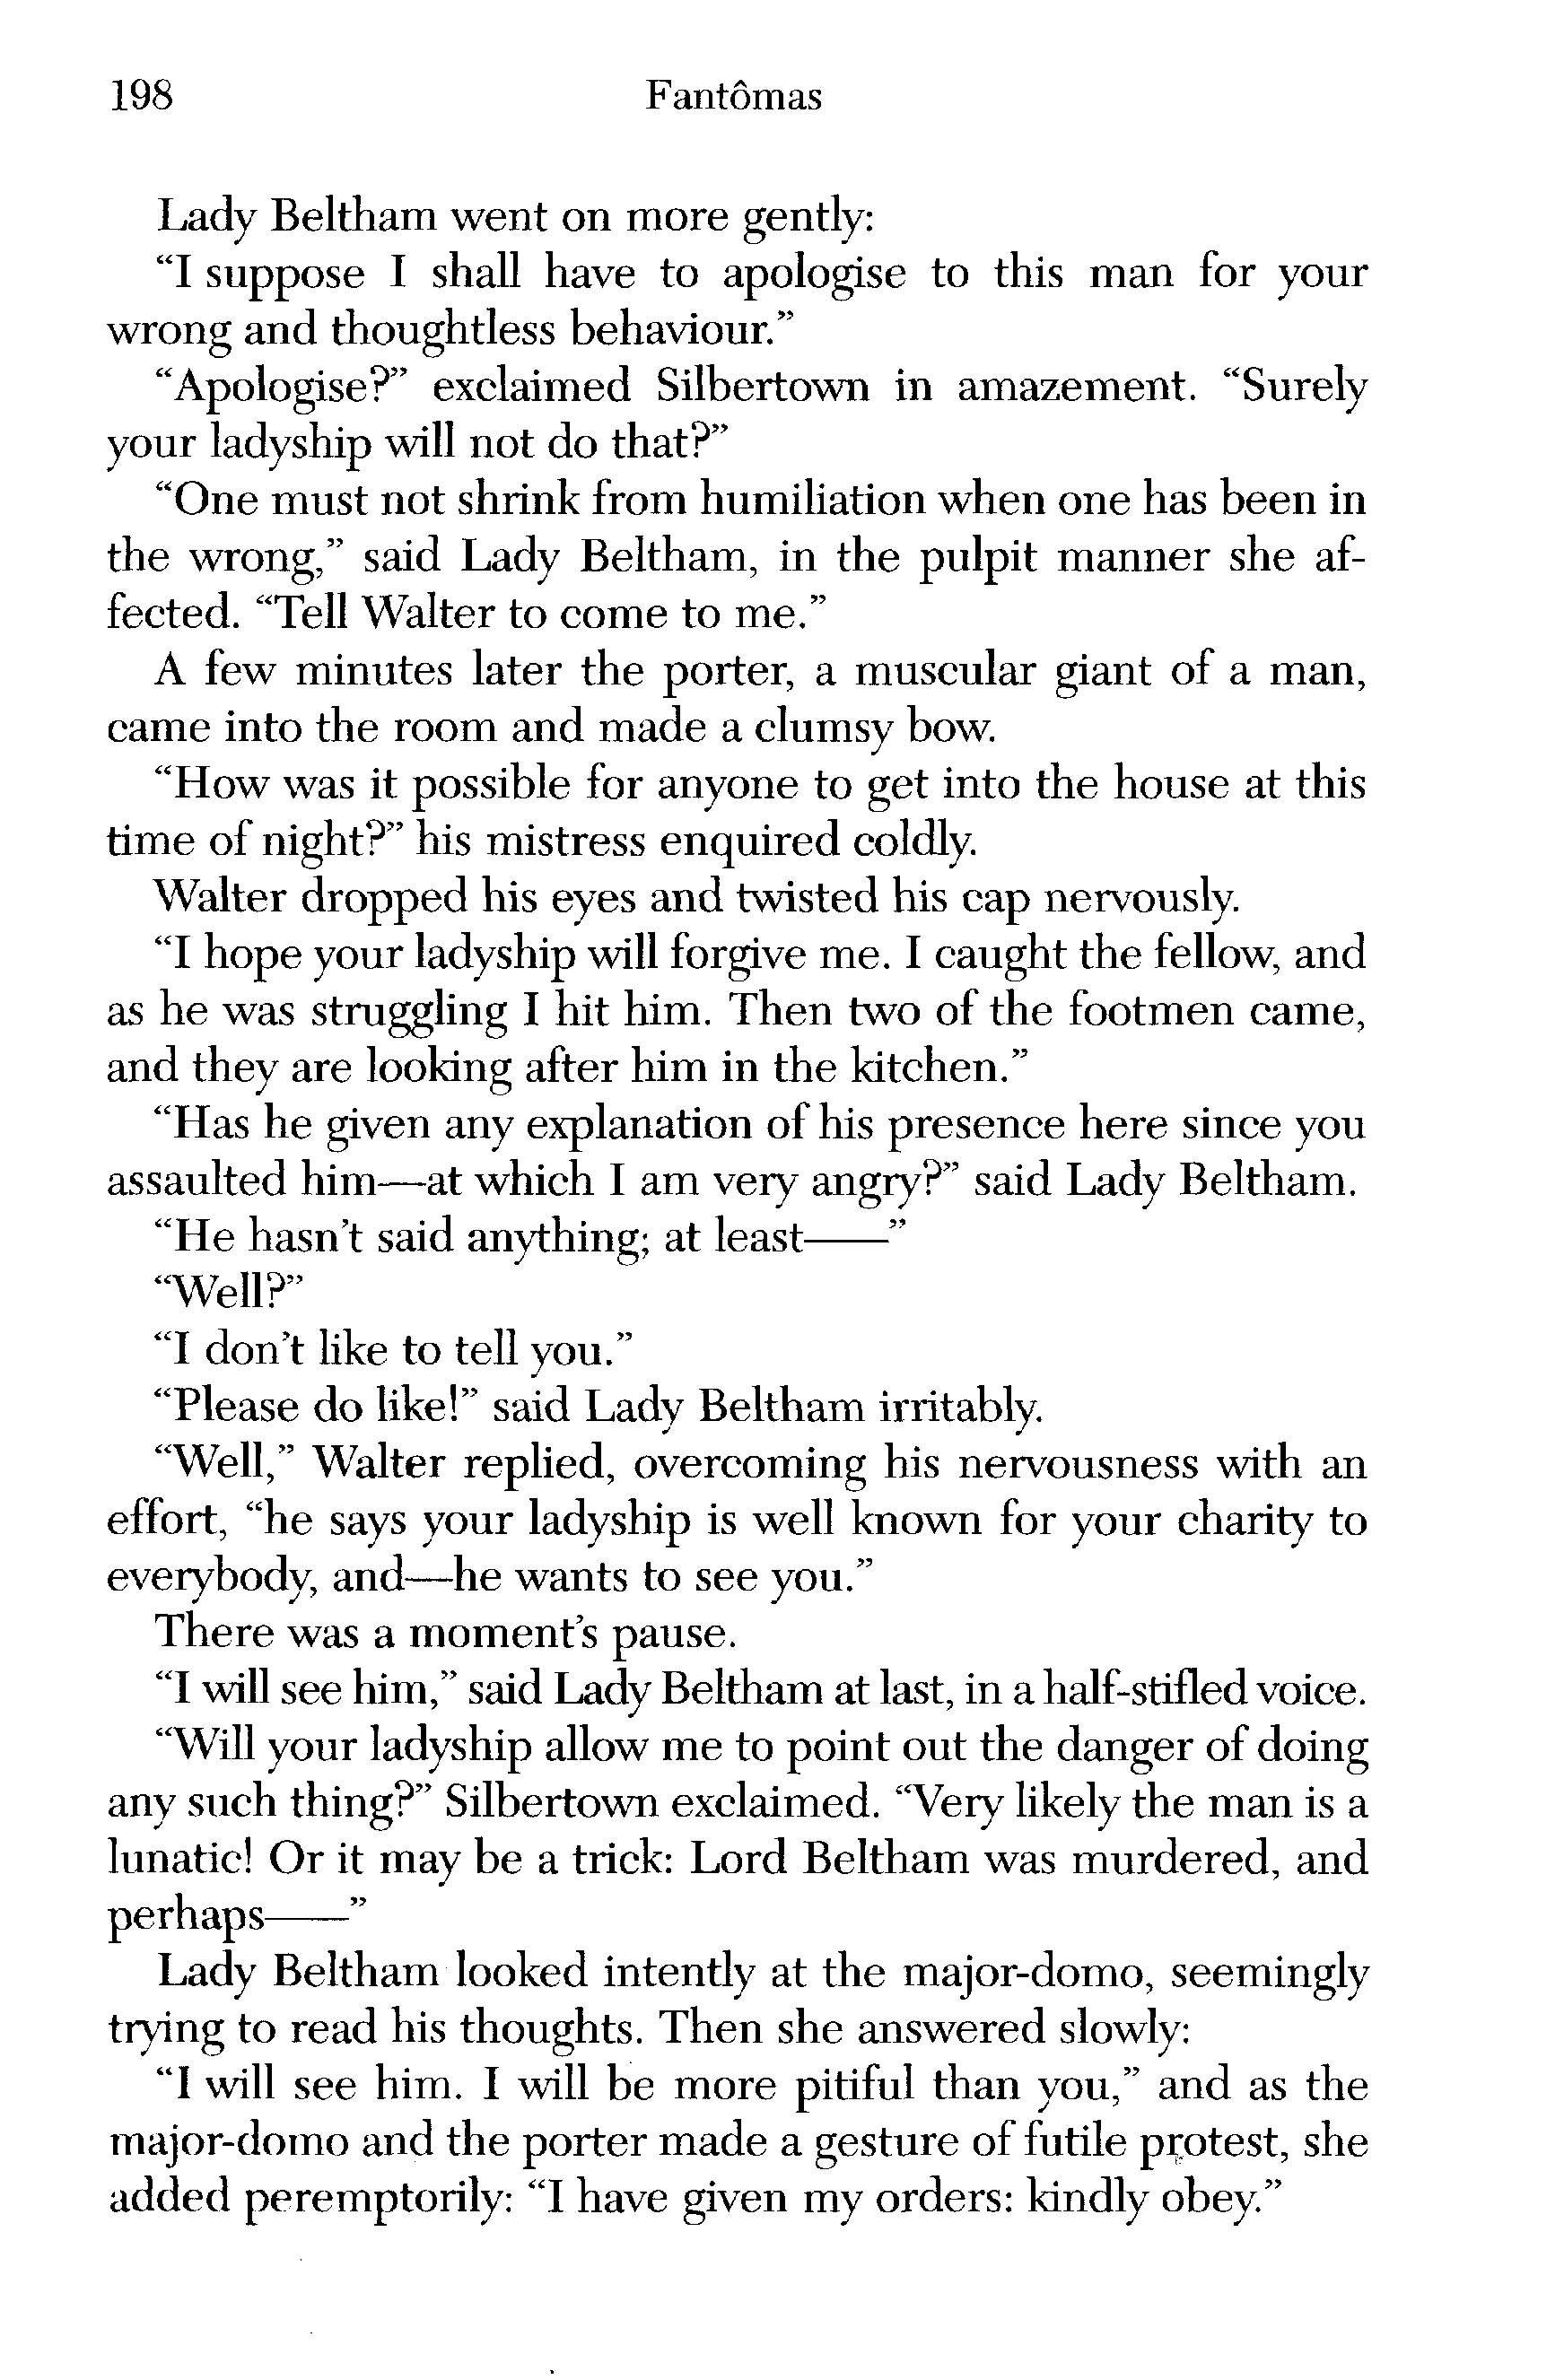 198 Fantômas
Lady Beltham went on more gently:
“I suppose I shall have to apologise to this man for your
wrong and thoughtless behaviour.”
“Apologise?” exclaimed Silbertown in amazement. “Surely
your ladyship will not do that?”
“One must not shrink from humiliation when one has been in
the wrong,” said Lady Beltham, in the pulpit manner she af-
fected. “Tell Walter to come to me.”
A few minutes later the porter, a muscular giant of a man,
came into the room and made a clumsy bow.
“How was it possible for anyone to get into the house at this
time of night?” his mistress enquired coldly.
Walter dropped his eyes and twisted his cap nervously.
“I hope your ladyship will forgive me. I caught the fellow, and
as he was struggling I hit him. Then two of the footmen came,
and they are looking after him in the kitchen.”
“Has he given any explanation of his presence here since you
assaulted him—at which I am very angry?” said Lady Beltham.
“He hasn’t said anything; at least——”
“Well?”
“I don’t like to tell you.”
“Please do like!” said Lady Beltham irritably.
“Well,” Walter replied, overcoming his nervousness with an
effort, “he says your ladyship is well known for your charity to
everybody, and—he wants to see you.”
There was a moment’s pause.
“I will see him,” said Lady Beltham at last, in a half-stifled voice.
“Will your ladyship allow me to point out the danger of doing
any such thing?” Silbertown exclaimed. “Very likely the man is a
lunatic! Or it may be a trick: Lord Beltham was murdered, and
perhaps——”
Lady Beltham looked intently at the major-domo, seemingly
trying to read his thoughts. Then she answered slowly:
“I will see him. I will be more pitiful than you,” and as the
major-domo and the porter made a gesture of futile protest, she
added peremptorily: “I have given my orders: kindly obey.”